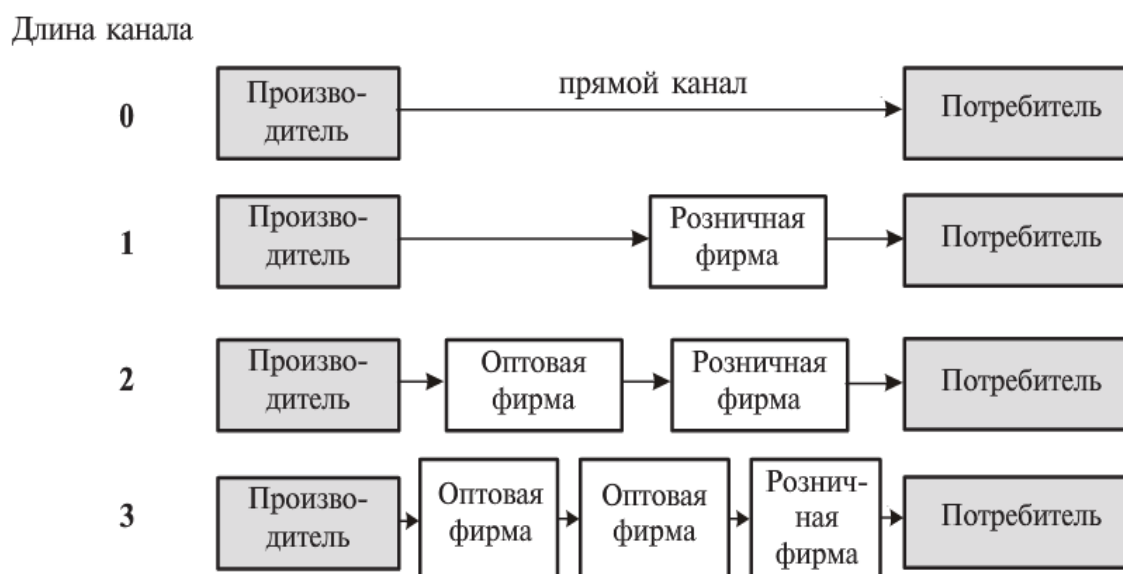 Длина канала
0
Произво-
дитель
прямой канал
Потребитель
1
Произво-
дитель
Розничная
фирма
Потребитель
2
Произво-
дитель
Оптовая
фирма
Розничная
фирма
Потребитель
3
Произво-
дитель
Оптовая
фирма
Оптовая
фирма
Рознич-
ная
фирма
Потребитель